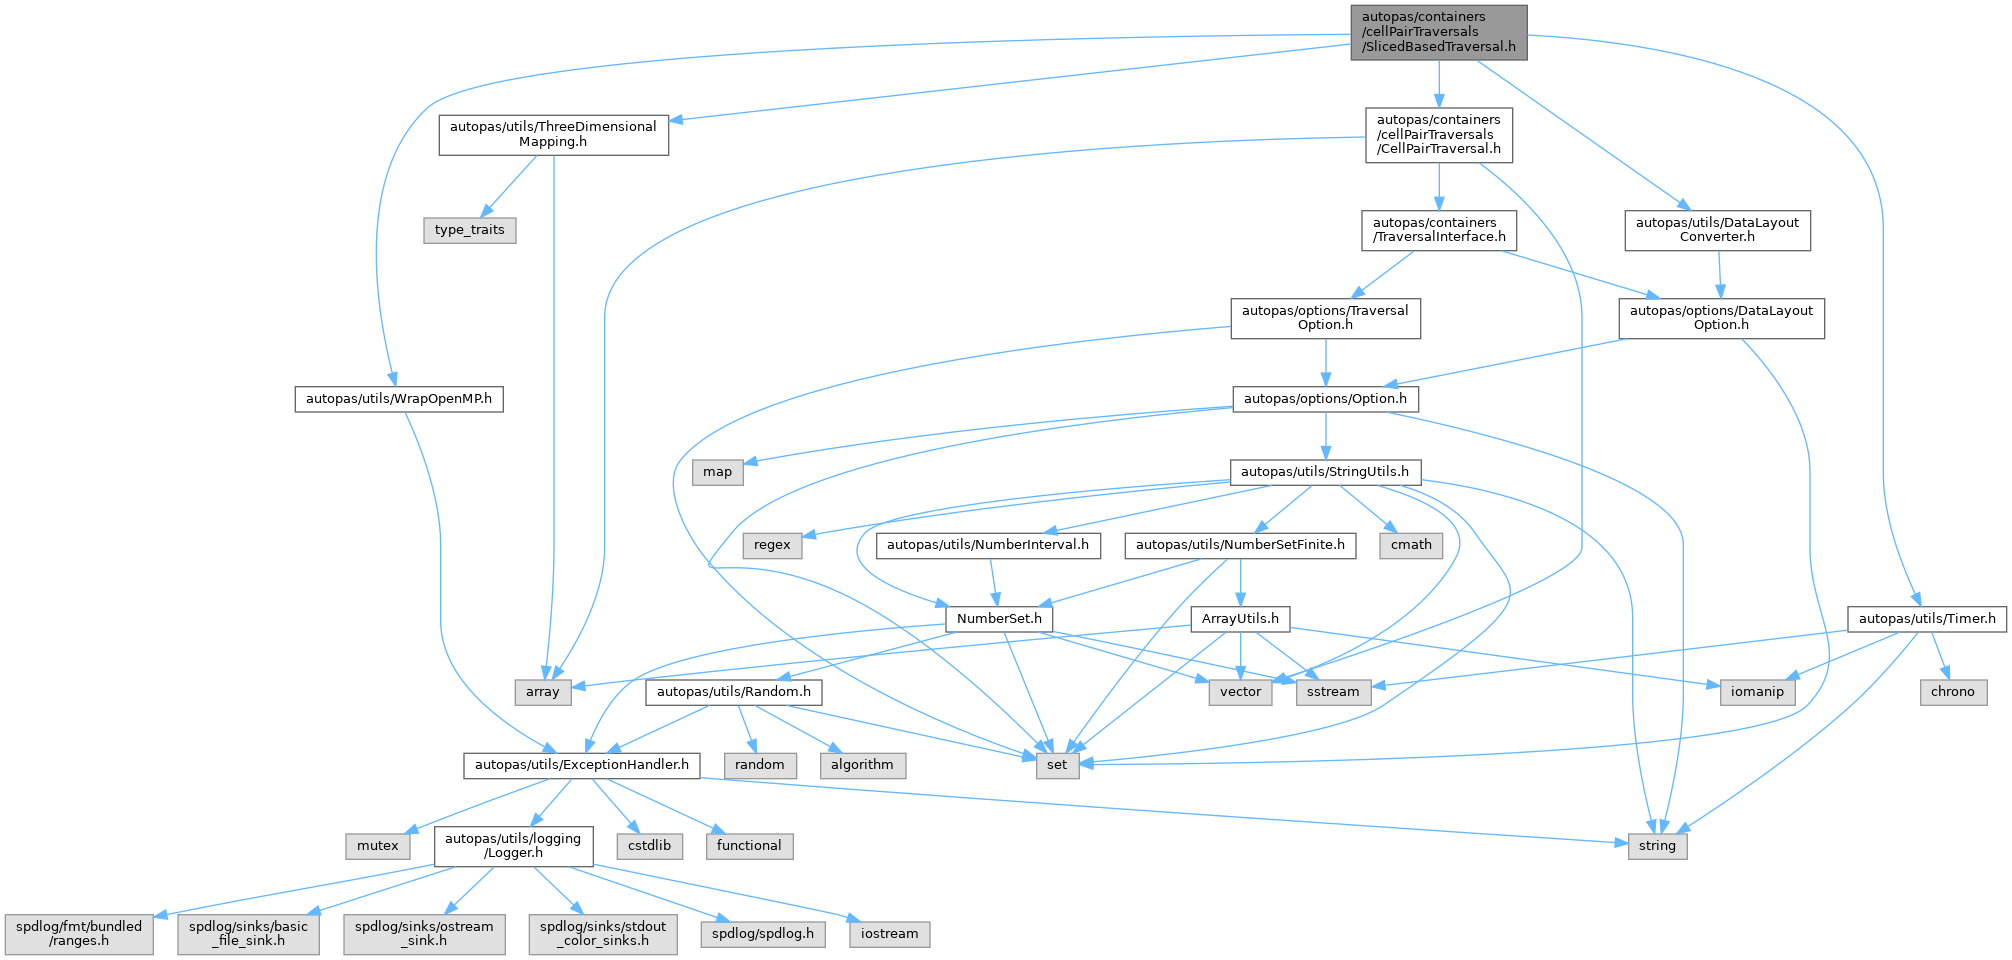 autopas/containers
/cellPairTraversals
/SlicedBasedTraversal.h
autopas/utils/ThreeDimensional
Mapping.h
autopas/containers
/cellPairTraversals
/CellPairTraversal.h
type_traits
autopas/containers
/TraversalInterface.h
autopas/utils/DataLayout
Converter.h
autopas/options/Traversal
Option.h
autopas/options/DataLayout
Option.h
autopas/utils/WrapOpenMP.h
autopas/options/Option.h
map
autopas/utils/StringUtils.h
regex
autopas/utils/NumberInterval.h
autopas/utils/NumberSetFinite.h
cmath
NumberSet.h
ArrayUtils.h
autopas/utils/Timer.h
array
autopas/utils/Random.h
vector
sstream
iomanip
chrono
autopas/utils/ExceptionHandler.h
random
algorithm
set
mutex
autopas/utils/logging
/Logger.h
cstdlib
functional
string
spdlog/fmt/bundled
/ranges.h
spdlog/sinks/basic
_file_sink.h
spdlog/sinks/ostream
_sink.h
spdlog/sinks/stdout
_color_sinks.h
spdlog/spdlog.h
iostream